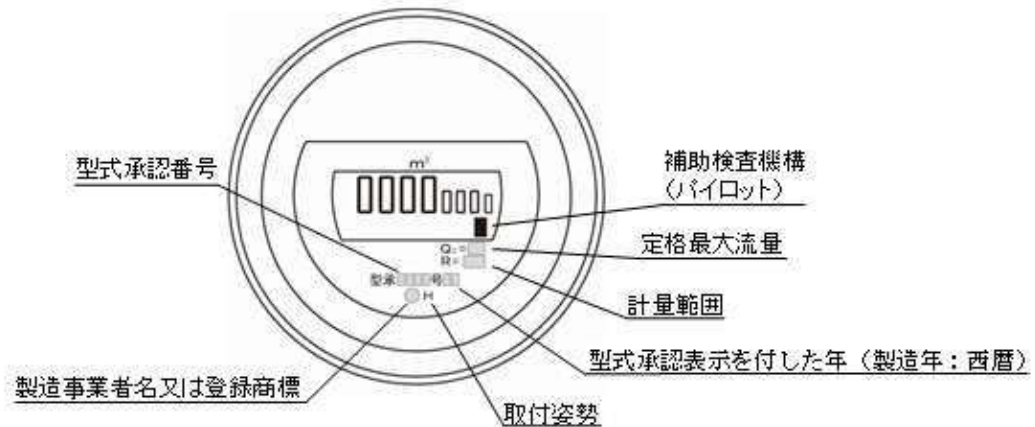 m³
型式承認番号
補助検査機構
(パイロット)
00000000
定格最大流量
Q₃=
R=
計量範囲
型承 号
H
型式承認表示を付した年（製造年：西暦）
製造事業者名又は登録商標
取付姿勢